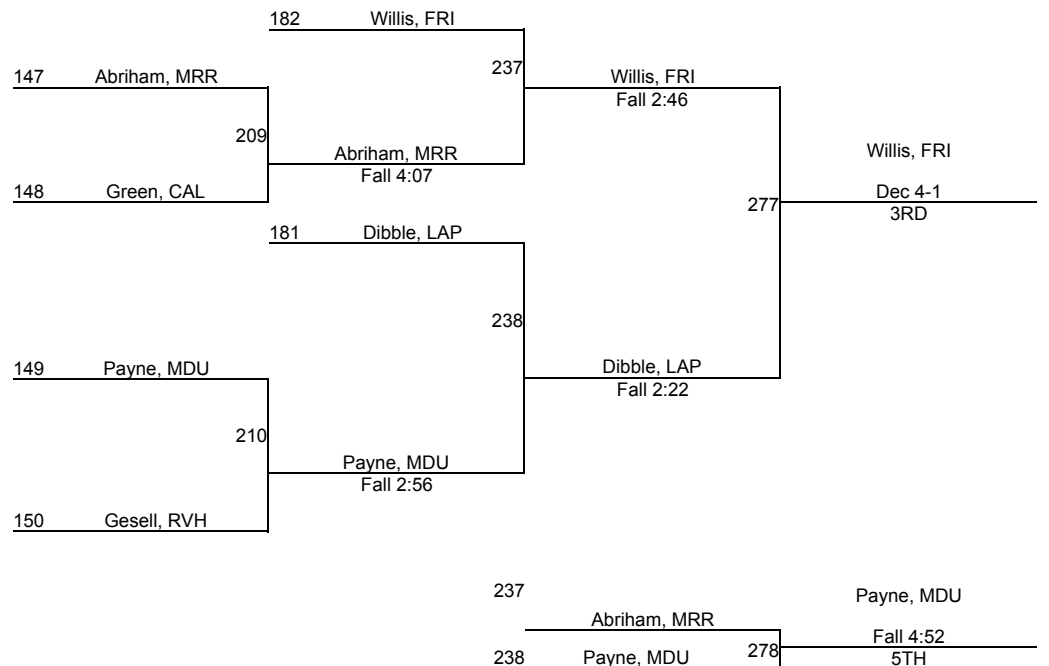 182 Willis, FRI
147 Abriham, MRR
237
Willis, FRI
Fall 2:46
209
Abriham, MRR
Fall 4:07
Willis, FRI
148 Green, CAL
277
Dec 4-1
3RD
181 Dibble, LAP
238
149 Payne, MDU
Dibble, LAP
Fall 2:22
210
Payne, MDU
Fall 2:56
150 Gesell, RVH
237
Payne, MDU
Abriham, MRR
Fall 4:52
238 Payne, MDU
278
5TH